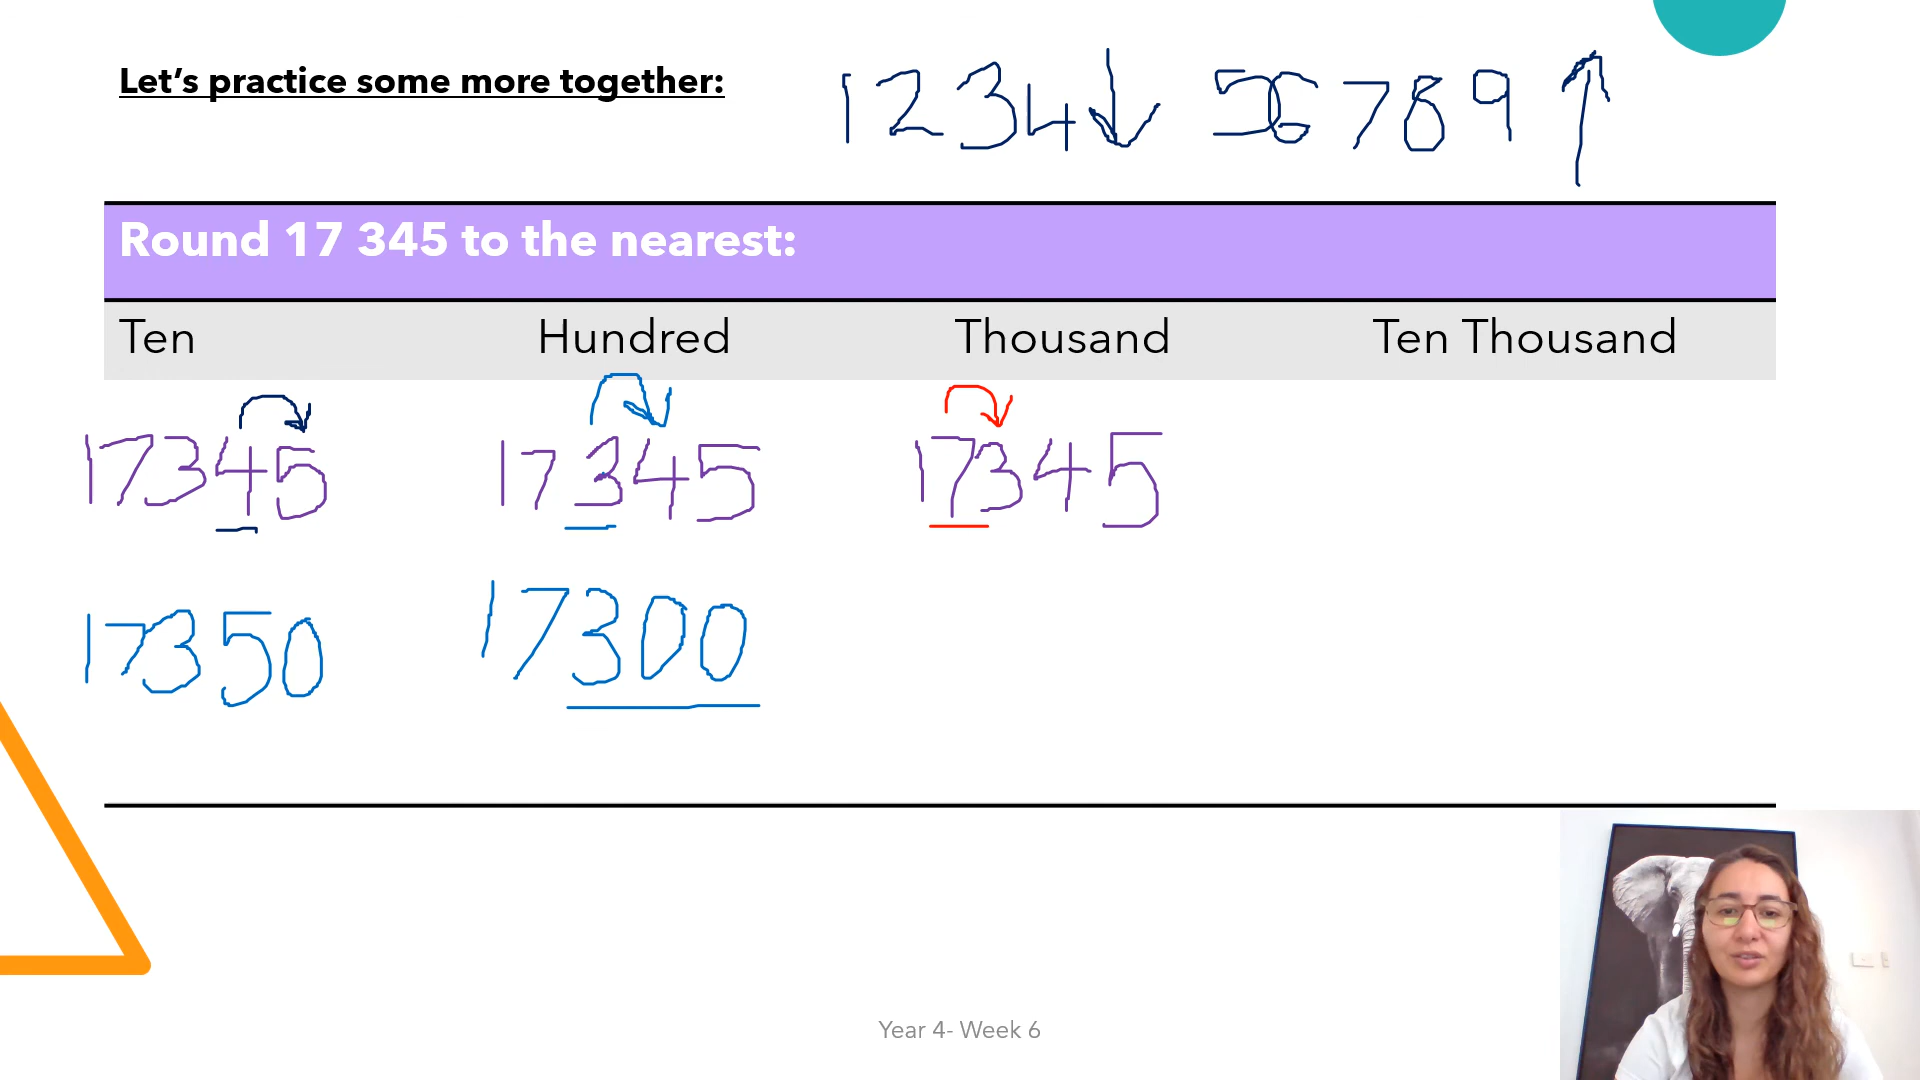 Let’s practice some more together:
1 2 3 4 ↓ 5 6 7 8 9 ↑
Round 17 345 to the nearest:
Ten Hundred Thousand Ten Thousand
17345 17345 17345
17350 17300
Year 4- Week 6